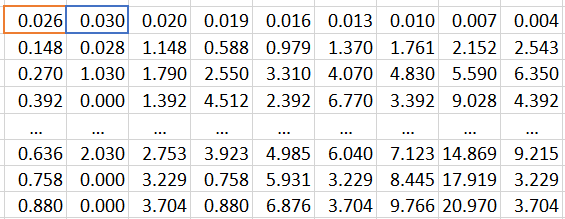 0.026 0.030 0.020 0.019 0.016 0.013 0.010 0.007 0.004
0.148 0.028 1.148 0.588 0.979 1.370 1.761 2.152 2.543
0.270 1.030 1.790 2.550 3.310 4.070 4.830 5.590 6.350
0.392 0.000 1.392 4.512 2.392 6.770 3.392 9.028 4.392
... ... ... ... ... ... ... ... ...
0.636 2.030 2.753 3.923 4.985 6.040 7.123 14.869 9.215
0.758 0.000 3.229 0.758 5.931 3.229 8.445 17.919 3.229
0.880 0.000 3.704 0.880 6.876 3.704 9.766 20.970 3.704